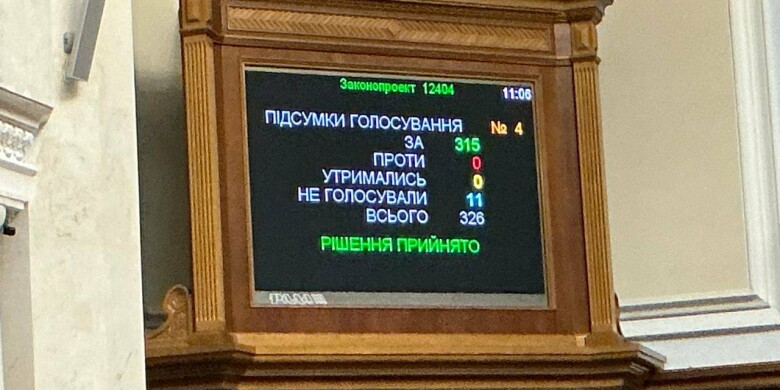 Законопроект 12404
11:06
ПІДСУМКИ ГОЛОСУВАННЯ № 4
ЗА 315
ПРОТИ 0
УТРИМАЛИСЬ 0
НЕ ГОЛОСУВАЛИ 11
ВСЬОГО 326
РІШЕННЯ ПРИЙНЯТО